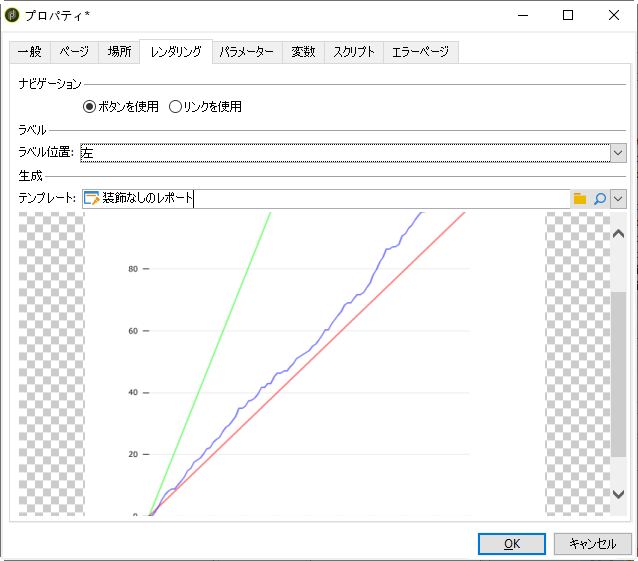 プロパティ*
一般 ページ 場所 レンダリング パラメーター 変数 スクリプト エラーページ
ナビゲーション
ボタンを使用 リンクを使用
ラベル
ラベル位置: 左
生成
テンプレート: 装飾なしのレポート
80
60
40
20
0
OK キャンセル